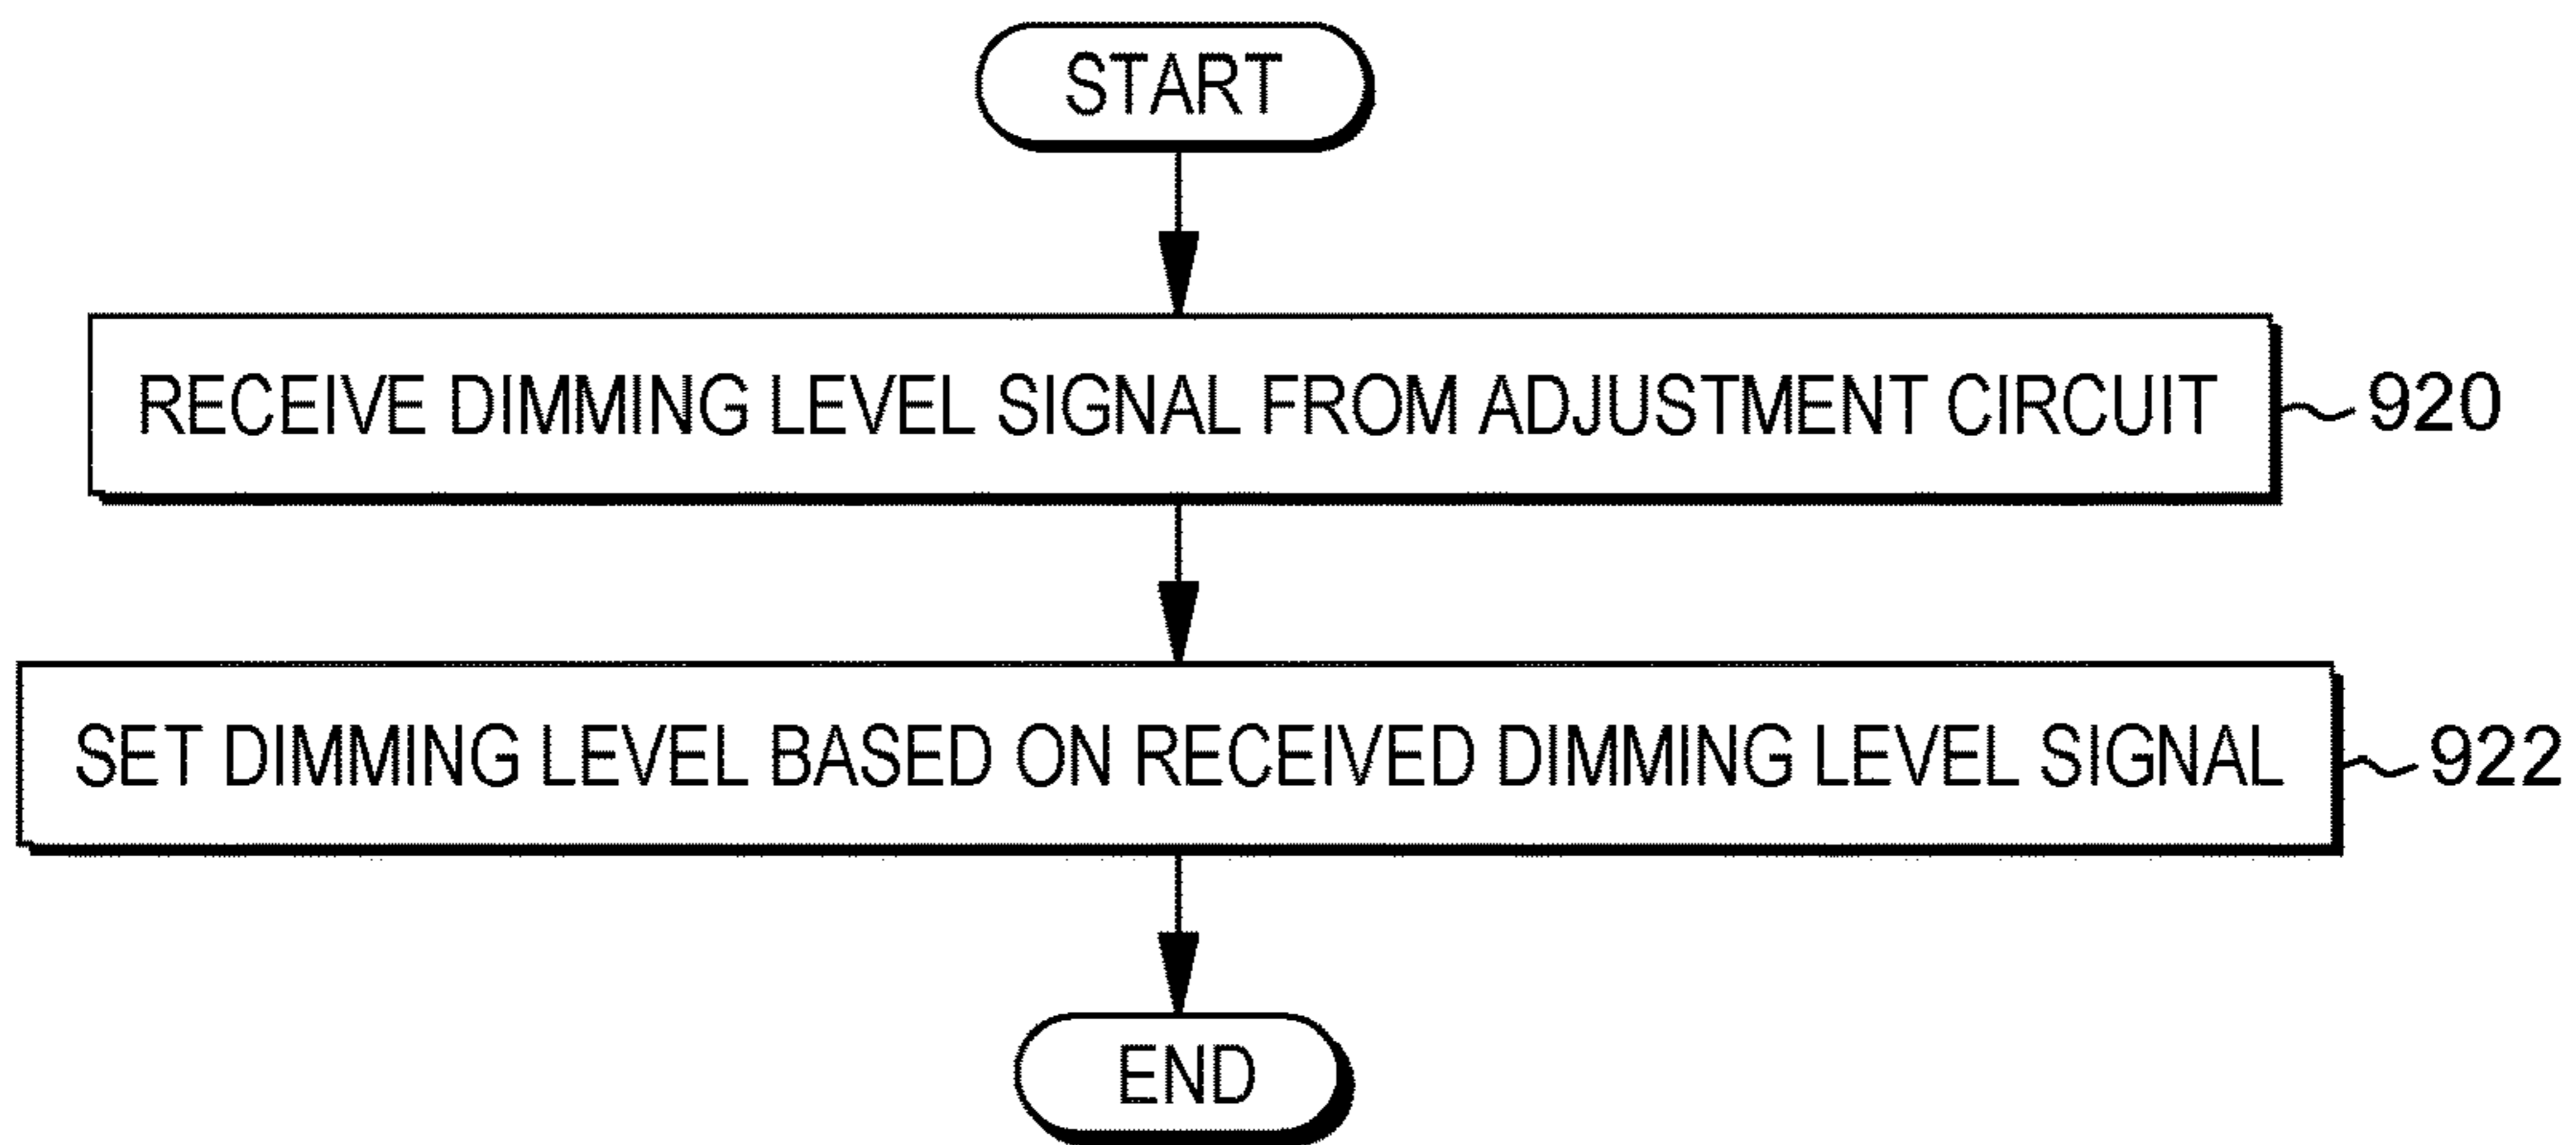 START
RECEIVE DIMMING LEVEL SIGNAL FROM ADJUSTMENT CIRCUIT 920
SET DIMMING LEVEL BASED ON RECEIVED DIMMING LEVEL SIGNAL 922
END